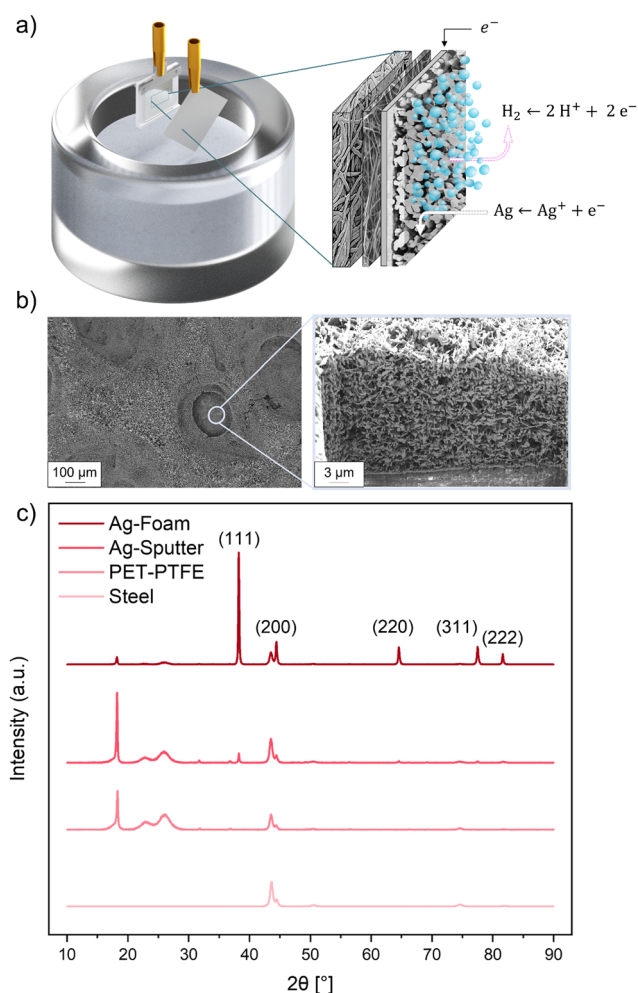 a)
e⁻
H₂ ← 2 H⁺ + 2 e⁻
Ag ← Ag⁺ + e⁻
b)
100 µm
3 µm
c)
Ag-Foam
Ag-Sputter
PET-PTFE
Steel
(111)
(200)
(220)
(311)
(222)
Intensity (a.u.)
10 20 30 40 50 60 70 80 90
2θ [°]